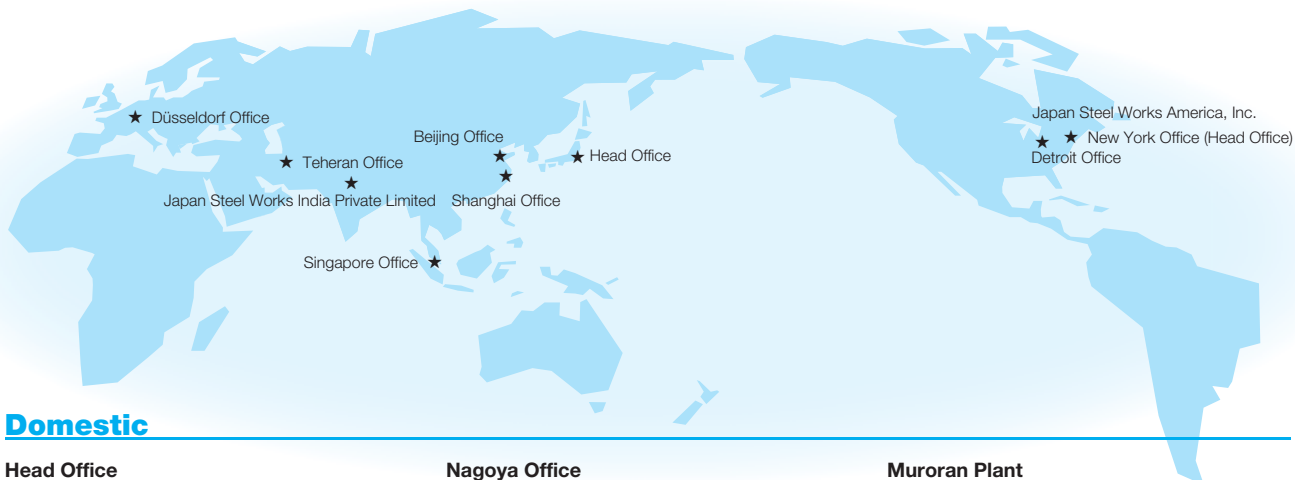 Japan Steel Works America, Inc.
Düsseldorf Office
Beijing Office
New York Office (Head Office)
Head Office
Detroit Office
Teheran Office
Japan Steel Works India Private Limited
Shanghai Office
Singapore Office
Domestic
Head Office
Nagoya Office
Muroran Plant